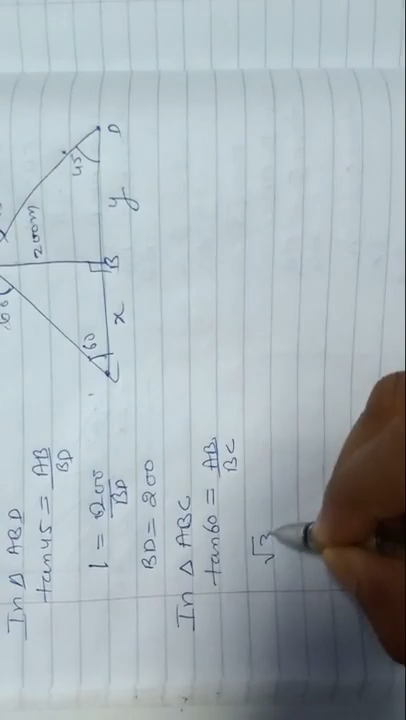 60
200m
45
60
C
x
B
y
D
In Δ ABD
tan45 = AB/BD
1 = 200/BD
BD = 200
In Δ ABC
tan60 = AB/BC
√3